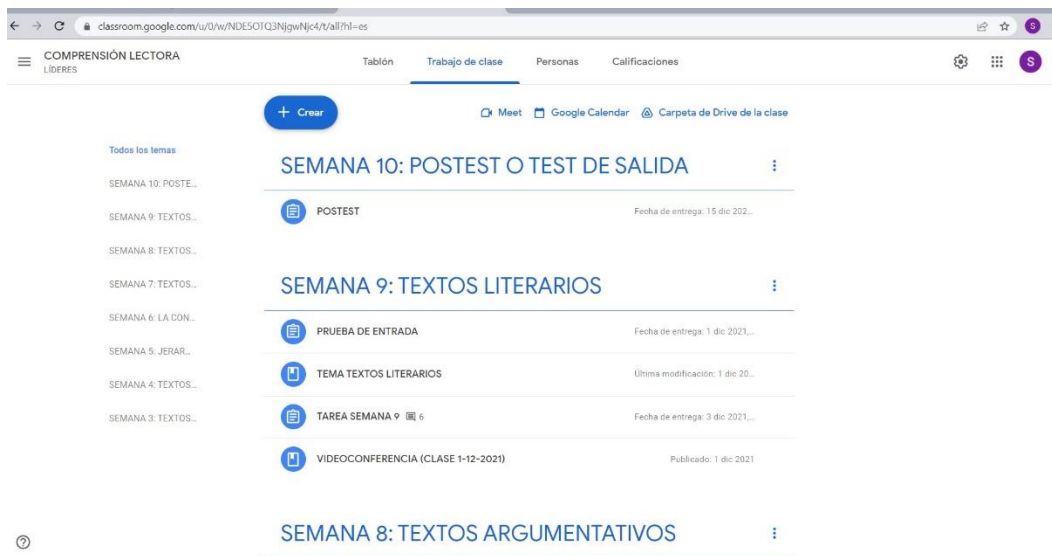 classroom.google.com/u/0/w/NDE5OTQ3NjgwNjc4/t/all?hl=es
S
COMPRENSIÓN LECTORA
LÍDERES
Tablón
Trabajo de clase
Personas
Calificaciones
S
+ Crear
Meet
Google Calendar
Carpeta de Drive de la clase
Todos los temas
SEMANA 10: POSTE...
SEMANA 9: TEXTOS...
SEMANA 8: TEXTOS...
SEMANA 7: TEXTOS...
SEMANA 6: LA CON...
SEMANA 5: JERAR...
SEMANA 4: TEXTOS...
SEMANA 3: TEXTOS...
SEMANA 10: POSTEST O TEST DE SALIDA
POSTEST
Fecha de entrega: 15 dic 202...
SEMANA 9: TEXTOS LITERARIOS
PRUEBA DE ENTRADA
Fecha de entrega: 1 dic 2021,...
TEMA TEXTOS LITERARIOS
Última modificación: 1 dic 20...
TAREA SEMANA 9 6
Fecha de entrega: 3 dic 2021,...
VIDEOCONFERENCIA (CLASE 1-12-2021)
Publicado: 1 dic 2021
SEMANA 8: TEXTOS ARGUMENTATIVOS